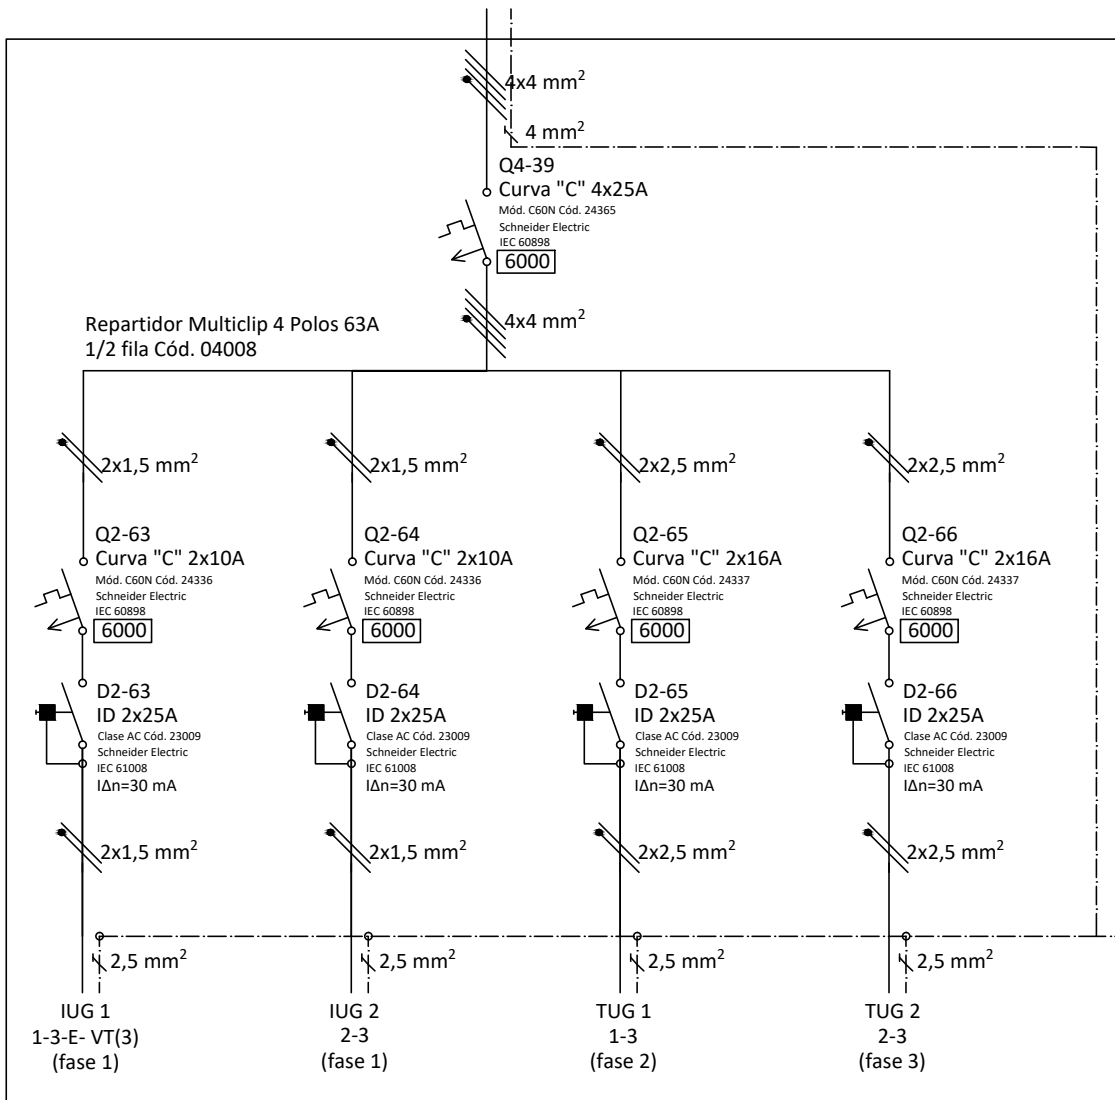 4x4 mm²
4 mm²
Q4-39
Curva "C" 4x25A
Mód. C60N Cód. 24365
Schneider Electric
IEC 60898
6000
4x4 mm²
Repartidor Multiclip 4 Polos 63A
1/2 fila Cód. 04008
2x1,5 mm²
2x1,5 mm²
2x2,5 mm²
2x2,5 mm²
Q2-63
Curva "C" 2x10A
Mód. C60N Cód. 24336
Schneider Electric
IEC 60898
6000
Q2-64
Curva "C" 2x10A
Mód. C60N Cód. 24336
Schneider Electric
IEC 60898
6000
Q2-65
Curva "C" 2x16A
Mód. C60N Cód. 24337
Schneider Electric
IEC 60898
6000
Q2-66
Curva "C" 2x16A
Mód. C60N Cód. 24337
Schneider Electric
IEC 60898
6000
D2-63
ID 2x25A
Clase AC Cód. 23009
Schneider Electric
IEC 61008
IΔn=30 mA
D2-64
ID 2x25A
Clase AC Cód. 23009
Schneider Electric
IEC 61008
IΔn=30 mA
D2-65
ID 2x25A
Clase AC Cód. 23009
Schneider Electric
IEC 61008
IΔn=30 mA
D2-66
ID 2x25A
Clase AC Cód. 23009
Schneider Electric
IEC 61008
IΔn=30 mA
2x1,5 mm²
2x1,5 mm²
2x2,5 mm²
2x2,5 mm²
2,5 mm²
2,5 mm²
2,5 mm²
2,5 mm²
IUG 1
1-3-E- VT(3)
(fase 1)
IUG 2
2-3
(fase 1)
TUG 1
1-3
(fase 2)
TUG 2
2-3
(fase 3)